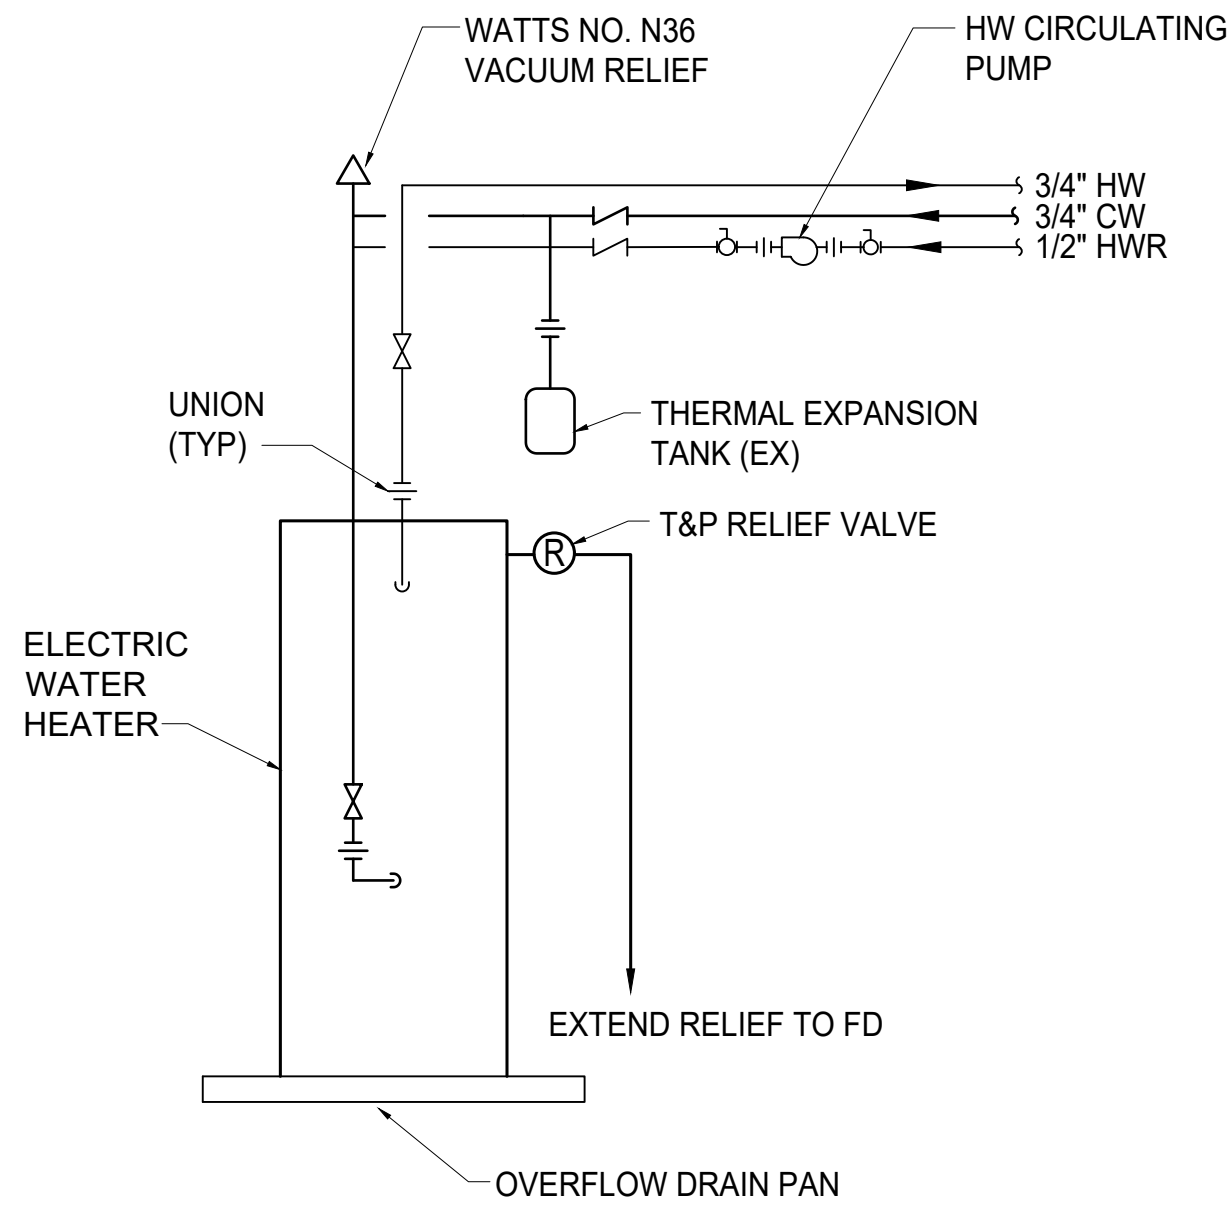 WATTS NO. N36
VACUUM RELIEF
HW CIRCULATING
PUMP
3/4" HW
3/4" CW
1/2" HWR
UNION
(TYP)
THERMAL EXPANSION
TANK (EX)
T&P RELIEF VALVE
R
ELECTRIC
WATER
HEATER
EXTEND RELIEF TO FD
OVERFLOW DRAIN PAN